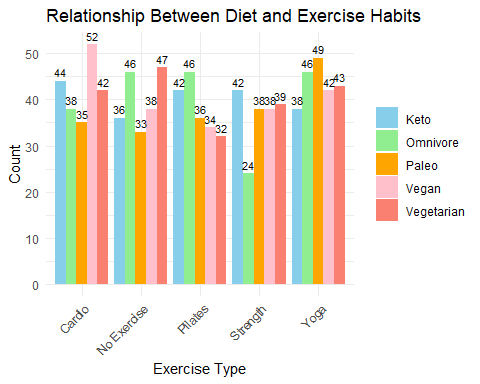 Relationship Between Diet and Exercise Habits
Count
50
40
30
20
10
0
44 38 35 52 42
36 46 33 38 47
42 46 36 34 32
42 24 38 38 39
38 46 49 42 43
Cardio
No Exercise
Pilates
Strength
Yoga
Exercise Type
Keto
Omnivore
Paleo
Vegan
Vegetarian